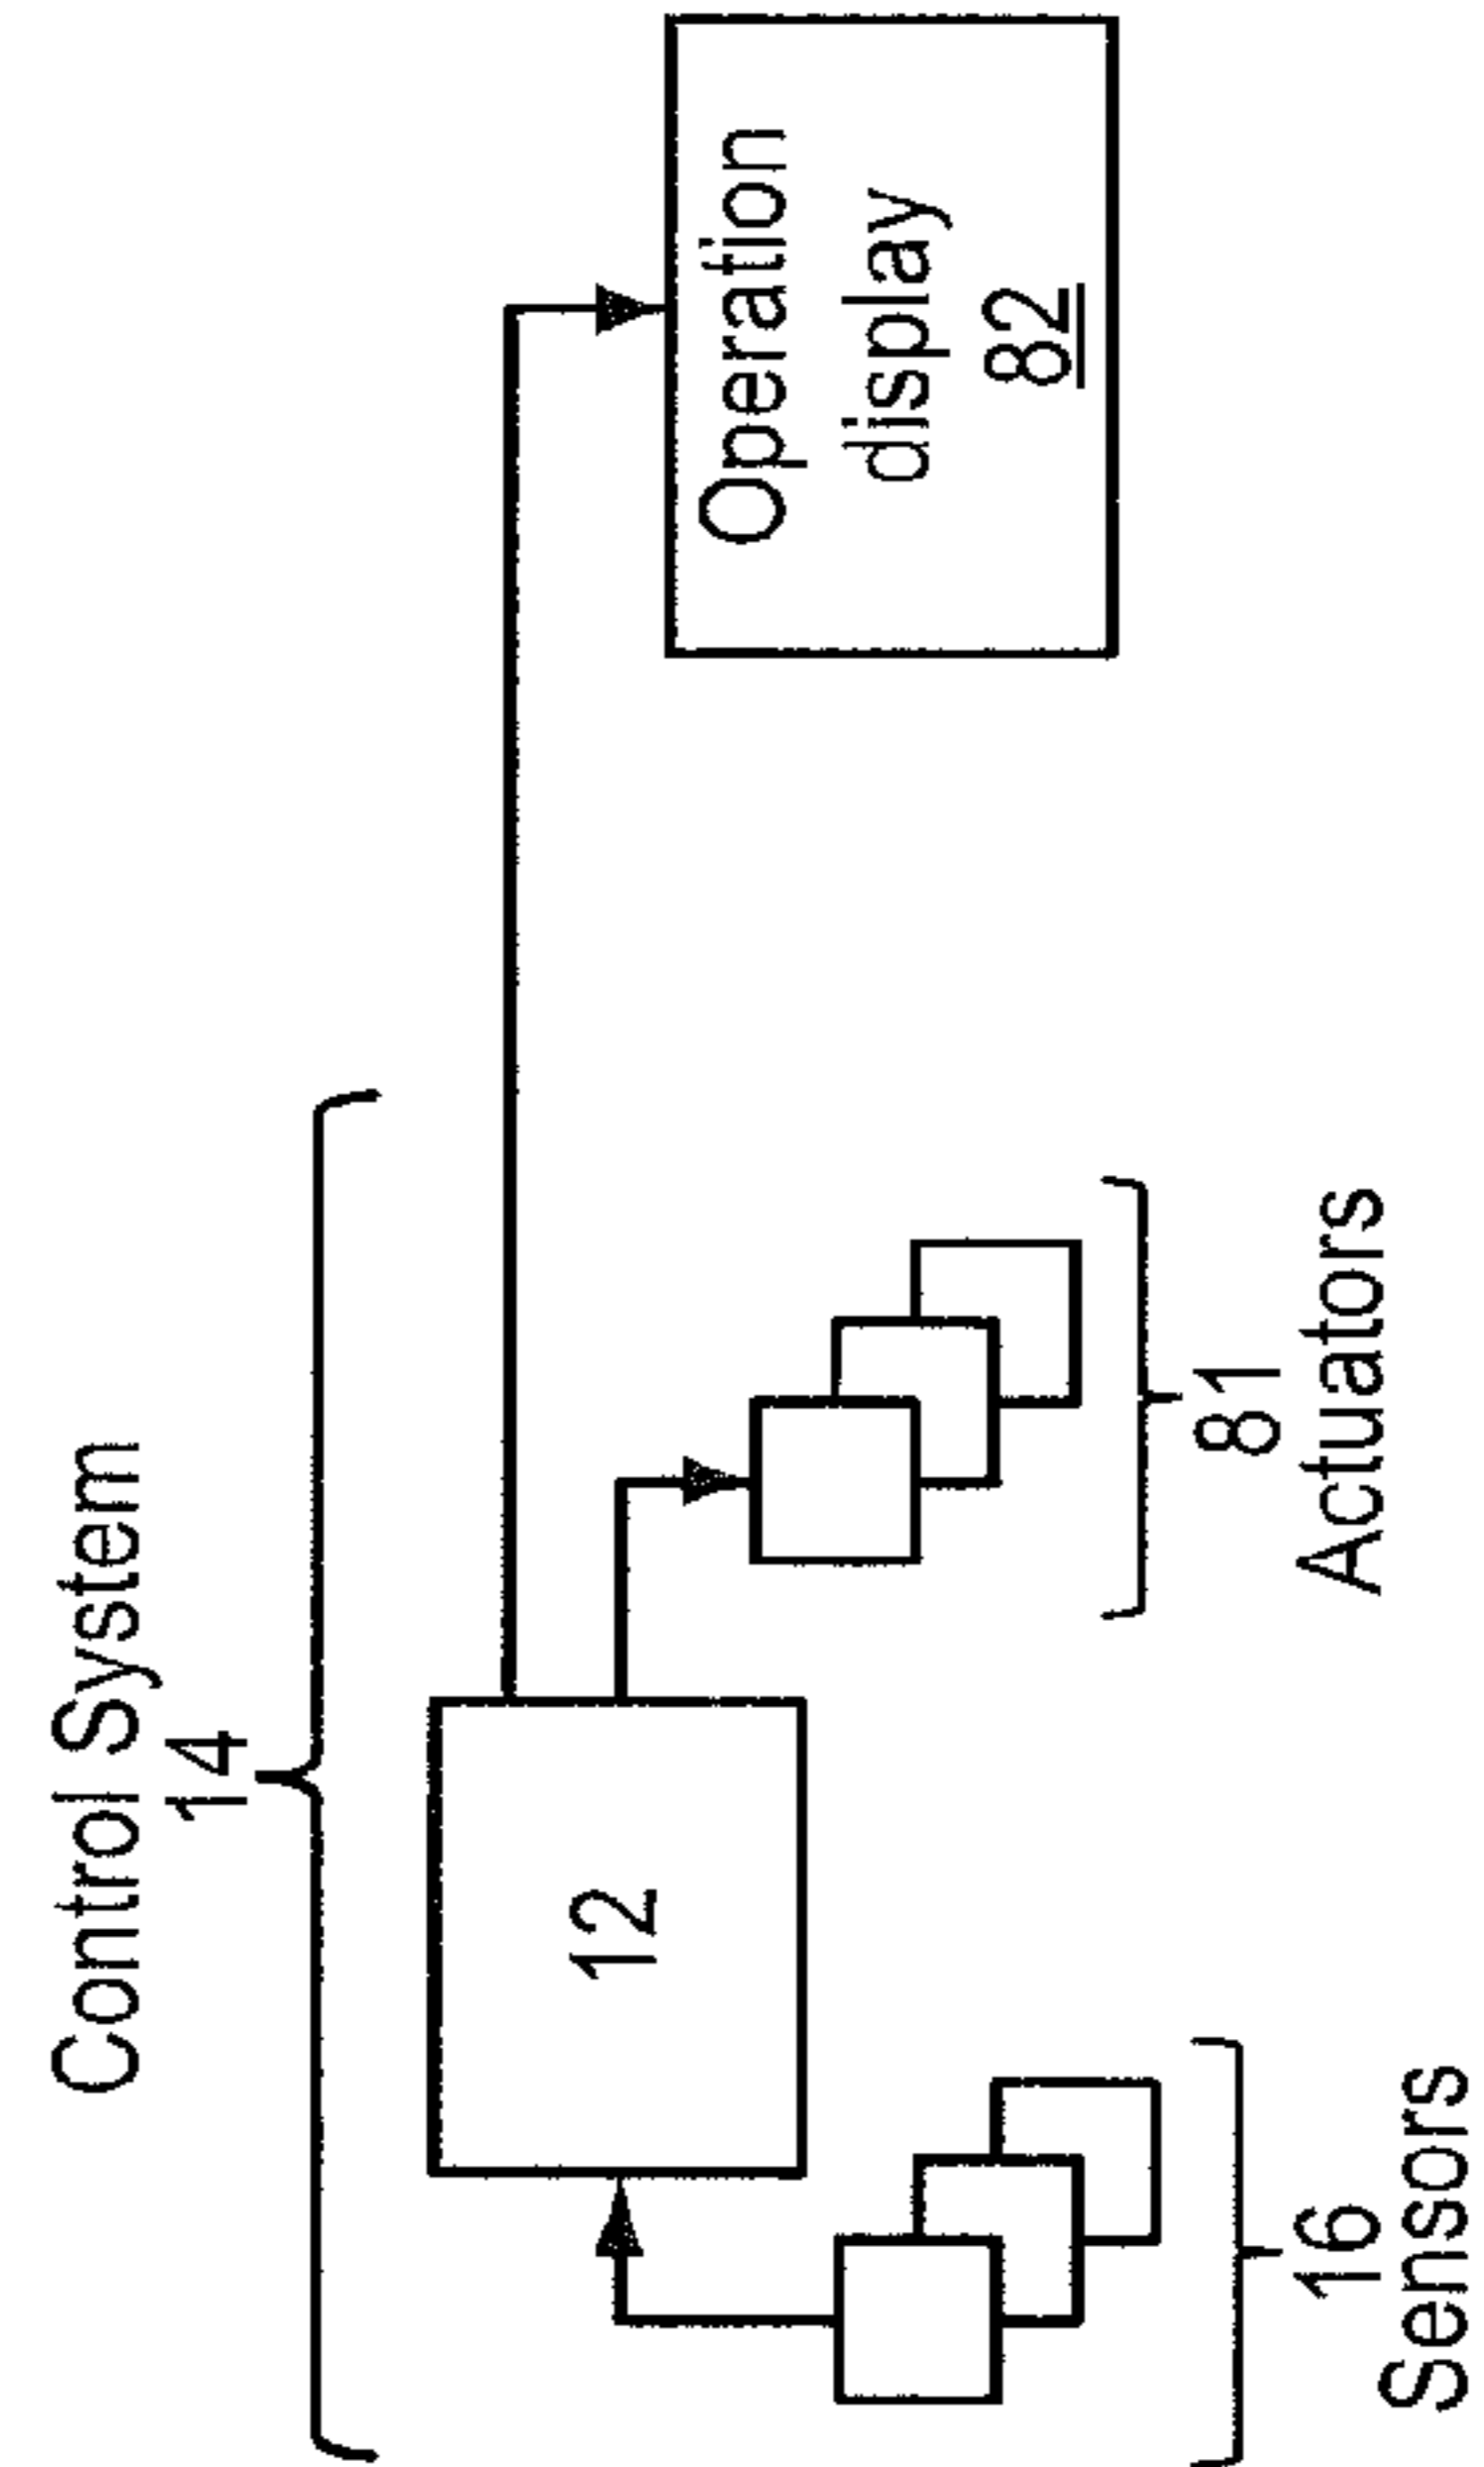 Control System
14
12
16
Sensors
81
Actuators
Operation
display
82